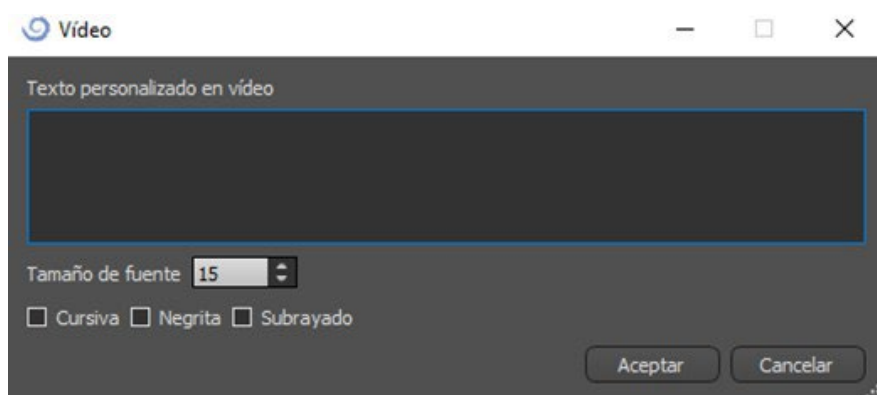 Vídeo
Texto personalizado en vídeo
Tamaño de fuente 15
Cursiva Negrita Subrayado
Aceptar Cancelar